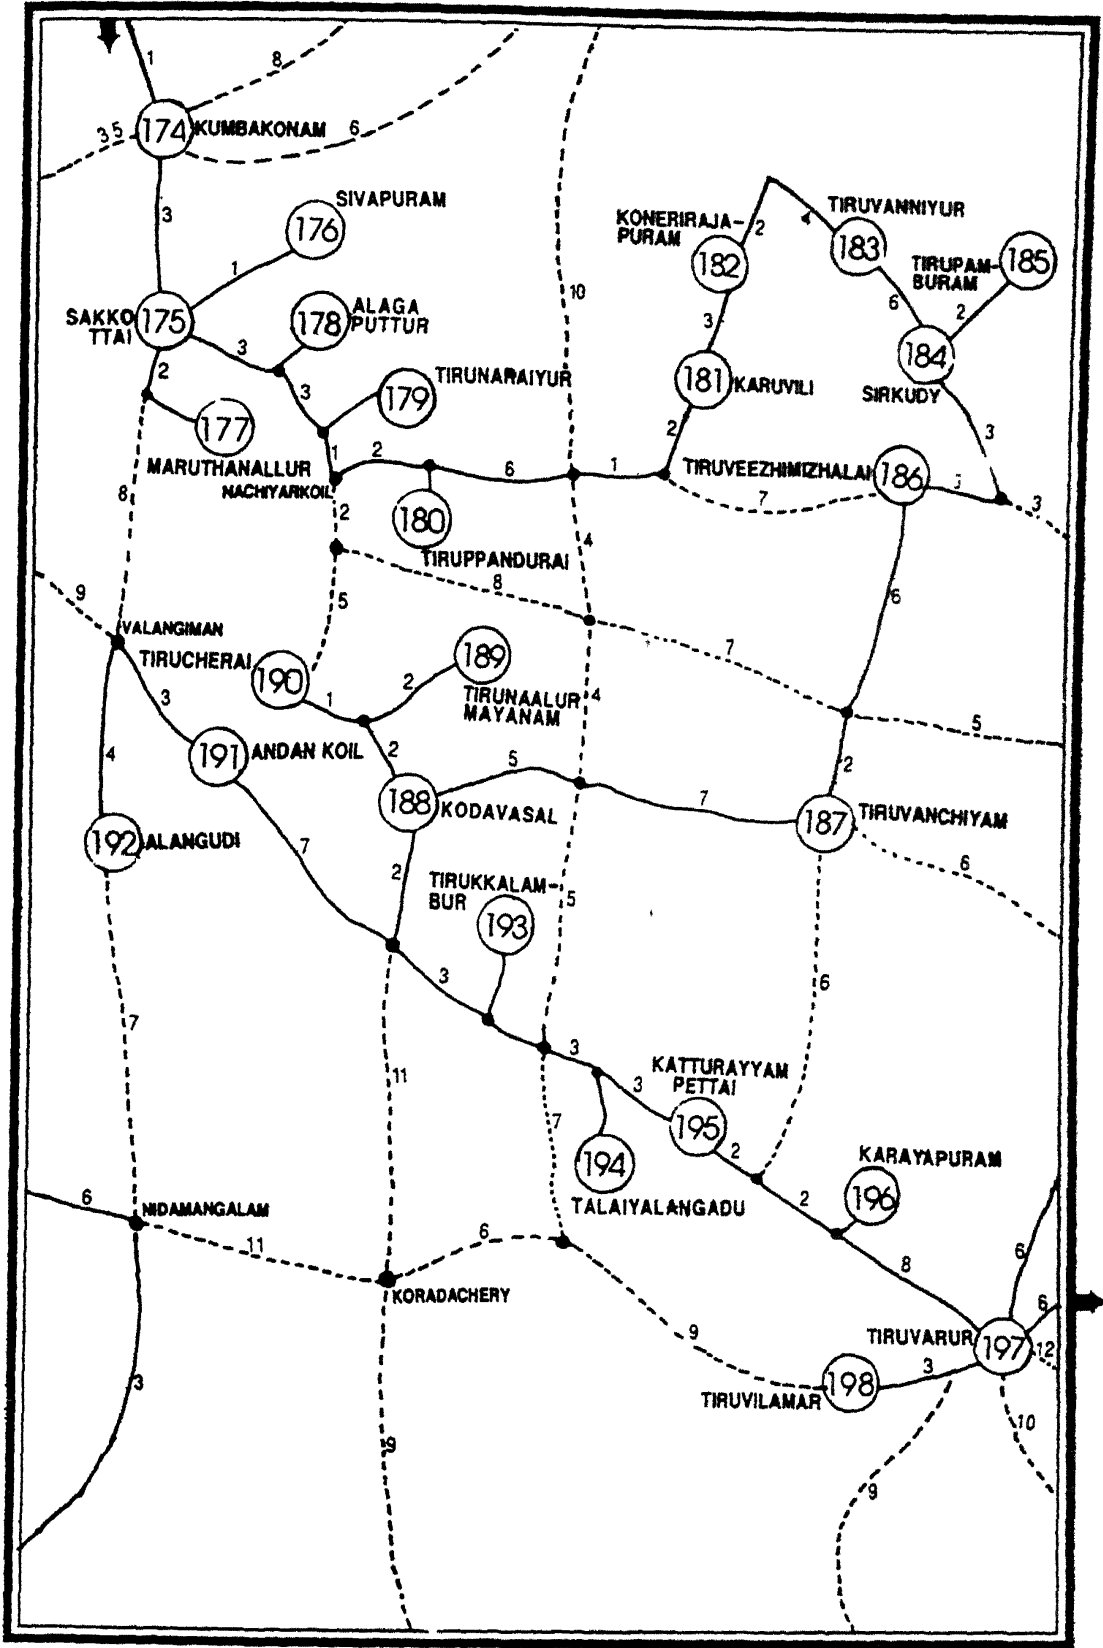 1
8
3 5
174 KUMBAKONAM
6
3
SIVAPURAM
176
1
10
KONERIRAJA-
PURAM
182
2
4
TIRUVANNIYUR
183
TIRUPAM-
BURAM
185
6
2
SAKKO
TTAI
175
ALAGA
PUTTUR
178
3
3
184
SIRKUDY
2
3
TIRUNARAIYUR
179
181 KARUVILI
177
MARUTHANALLUR
2
3
1
2
6
1
TIRUVEEZHIMIZHALAI 186
3
7
NACHIYARKOIL
8
2
180
TIRUPPANDURAI
4
8
9
5
6
VALANGIMAN
TIRUCHERAI 190
189
TIRUNAALUR
MAYANAM
7
1
2
4
5
3
4
191 ANDAN KOIL
2
5
2
188 KODAVASAL
7
187 TIRUVANCHIYAM
192 ALANGUDI
7
2
6
TIRUKKALAM-
BUR
193
5
3
6
7
11
3
KATTURAYYAM
PETTAI
3
195
7
194
TALAIYALANGADU
2
KARAYAPURAM
196
2
6
NIDAMANGALAM
11
6
8
6
6
KORADACHERY
9
TIRUVARUR 197
12
3
TIRUVILAMAR 198
3
10
9
9